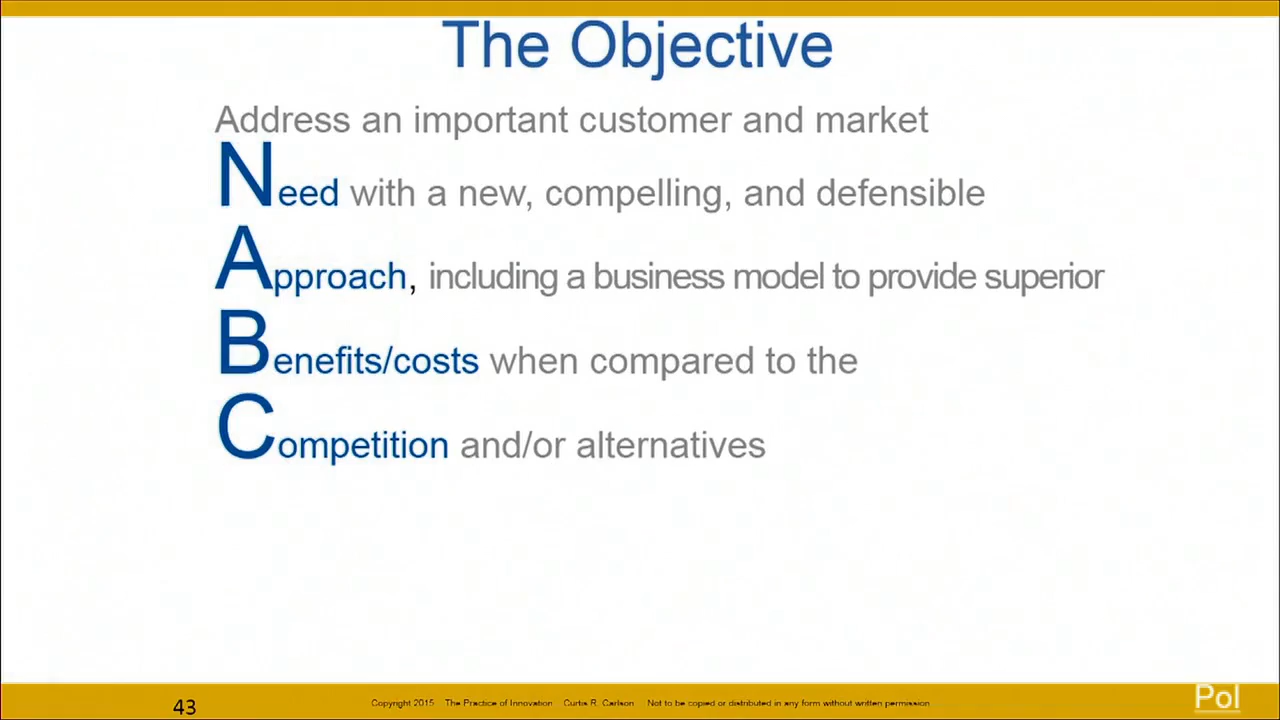 The Objective
Address an important customer and market
Need with a new, compelling, and defensible
Approach, including a business model to provide superior
Benefits/costs when compared to the
Competition and/or alternatives
43
Copyright 2015 The Practice of Innovation Curtis R. Carlson Not to be copied or distributed in any form without written permission
Pol